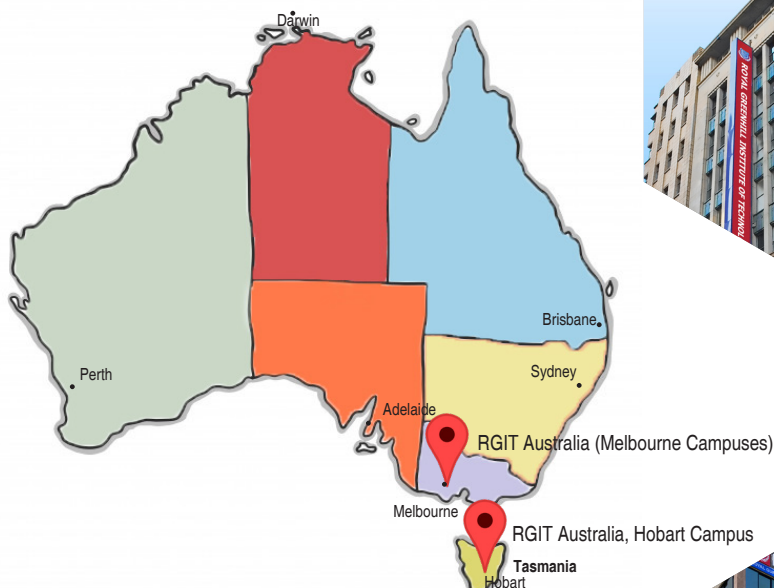 Darwin
ROYAL GREENHILL INSTITUTE OF
Brisbane
Sydney
Perth
Adelaide
RGIT Australia (Melbourne Campuses)
Melbourne
RGIT Australia, Hobart Campus
Tasmania
Hobart